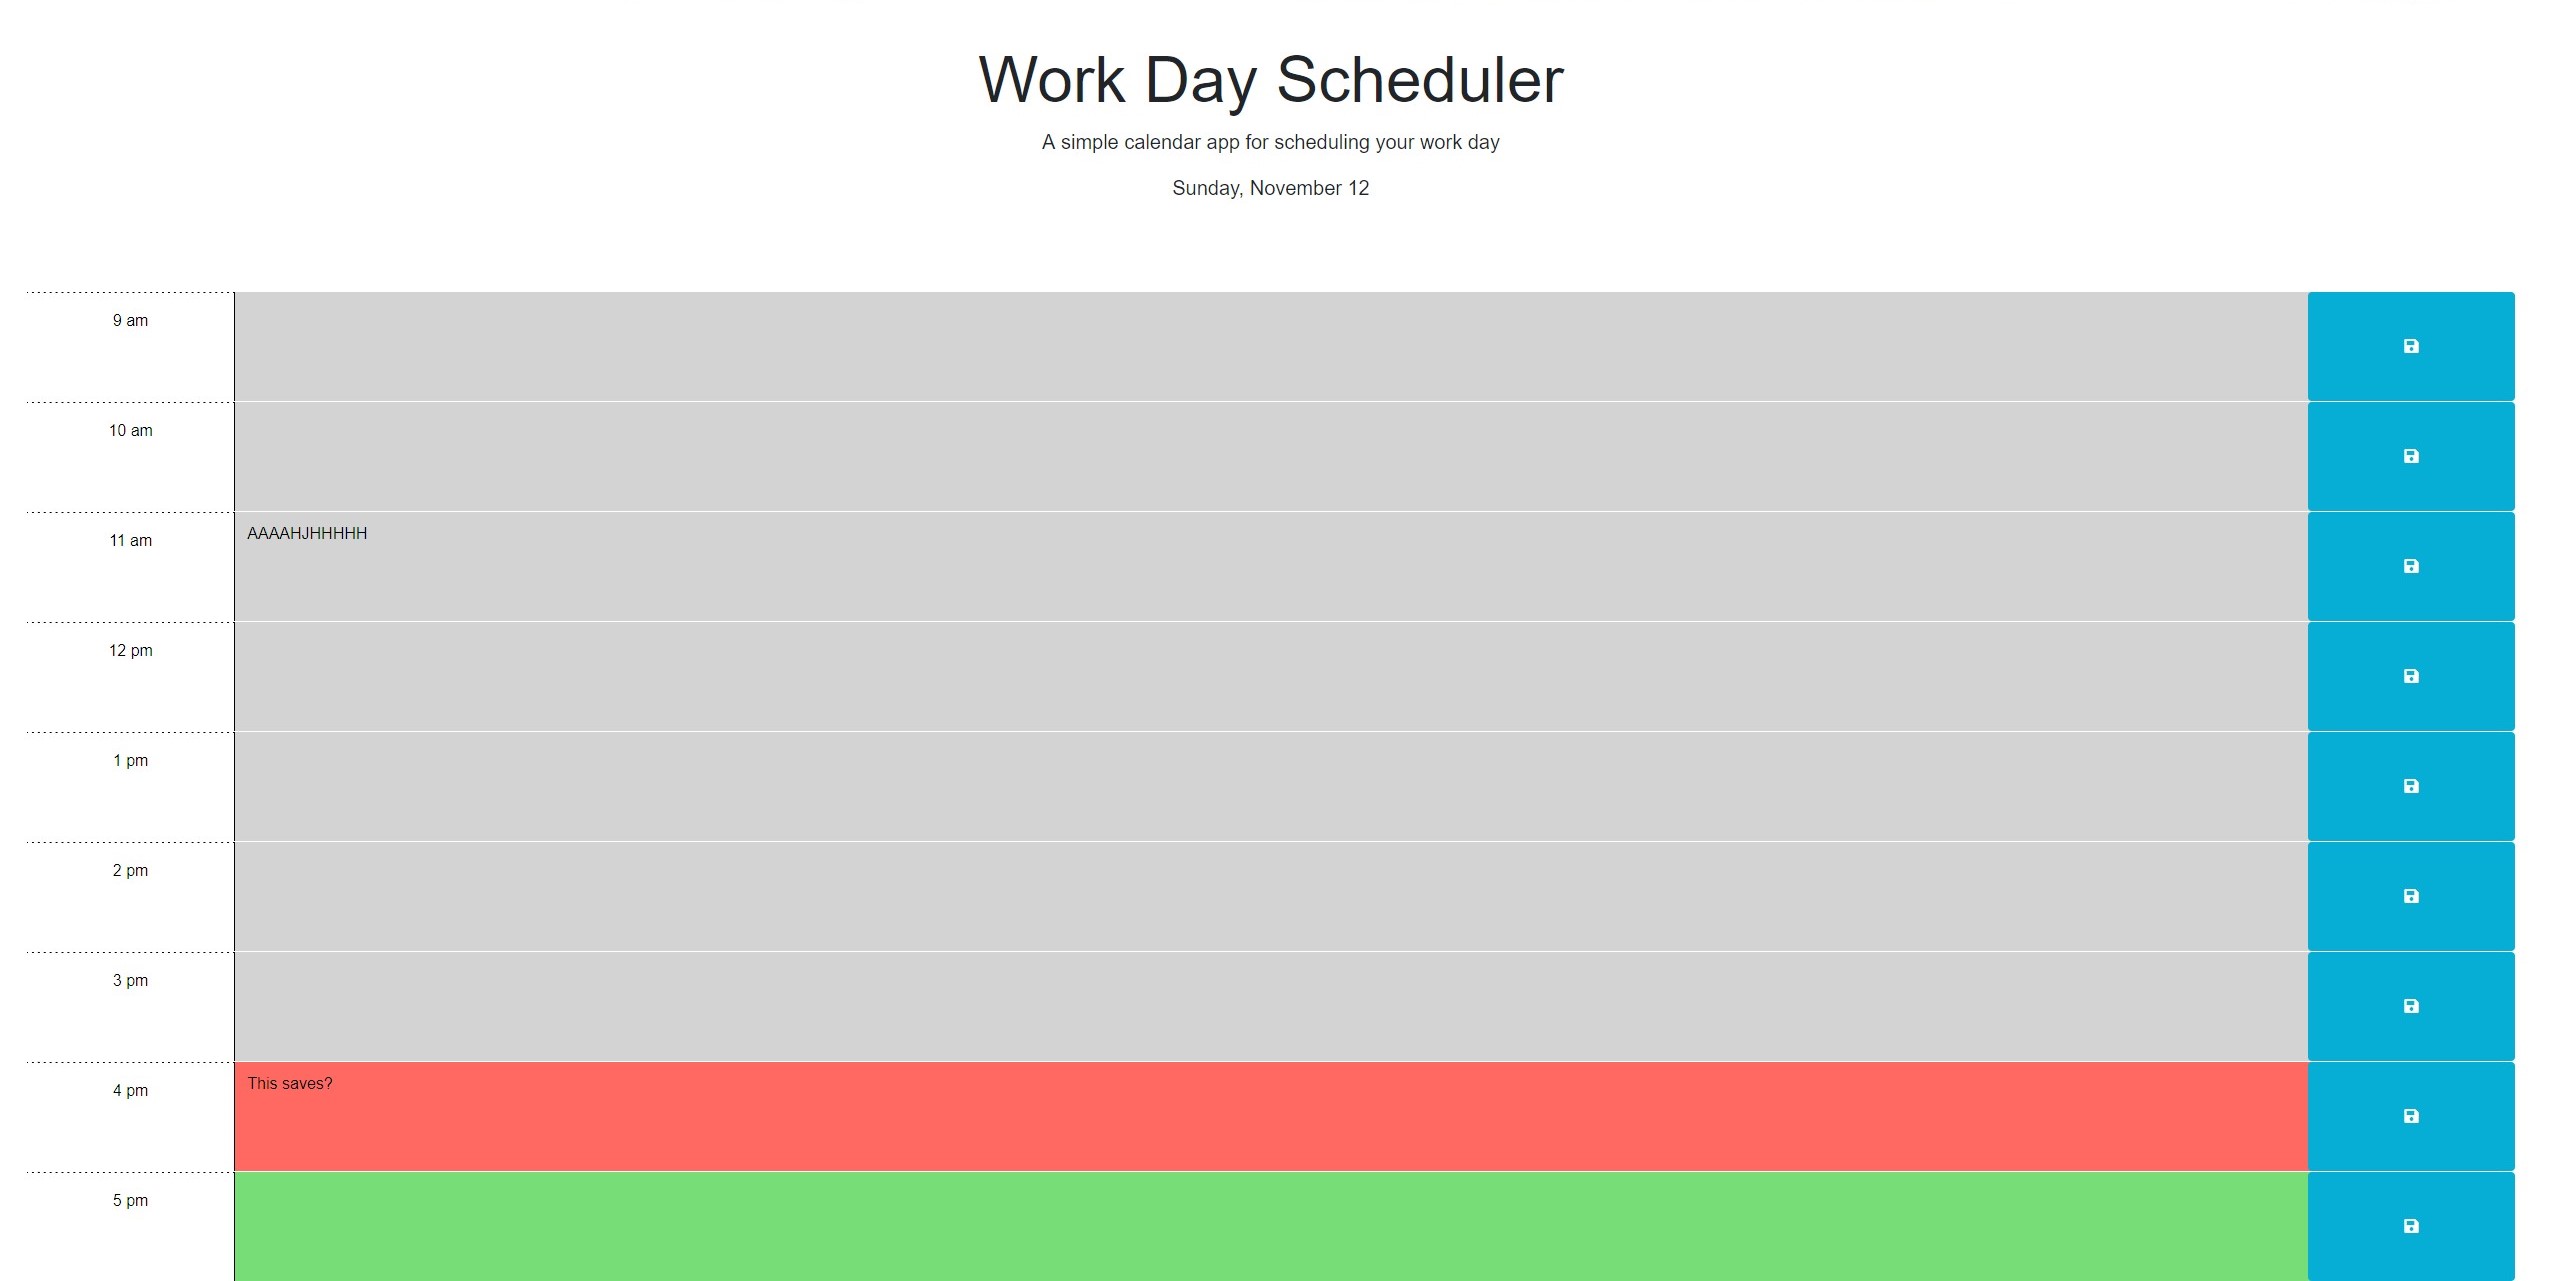 Work Day Scheduler
A simple calendar app for scheduling your work day
Sunday, November 12
9 am
10 am
11 am
AAAAHJHHHHH
12 pm
1 pm
2 pm
3 pm
4 pm
This saves?
5 pm